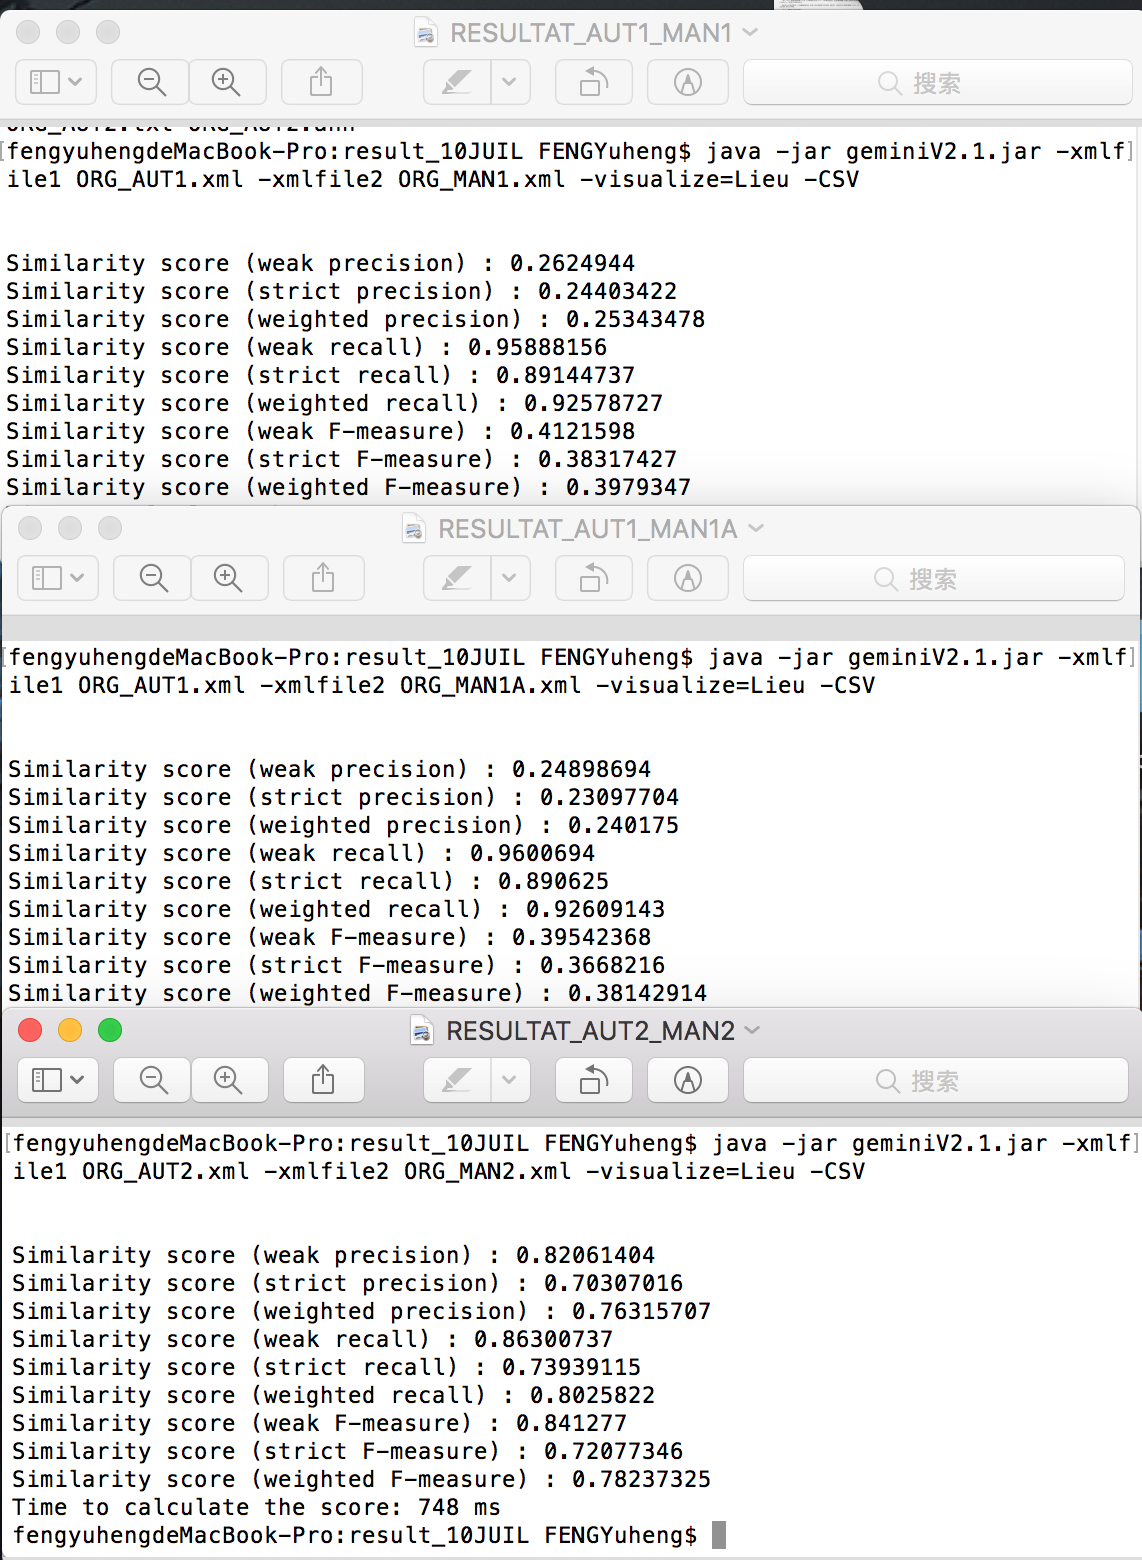 RESULTAT_AUT1_MAN1
搜索
ORG_AUT2.txt ORG_AUT2.ann
[fengyuhengdeMacBook-Pro:result_10JUIL FENGYuheng$ java -jar geminiV2.1.jar -xmlf]
ile1 ORG_AUT1.xml -xmlfile2 ORG_MAN1.xml -visualize=Lieu -CSV
Similarity score (weak precision) : 0.2624944
Similarity score (strict precision) : 0.24403422
Similarity score (weighted precision) : 0.25343478
Similarity score (weak recall) : 0.95888156
Similarity score (strict recall) : 0.89144737
Similarity score (weighted recall) : 0.92578727
Similarity score (weak F-measure) : 0.4121598
Similarity score (strict F-measure) : 0.38317427
Similarity score (weighted F-measure) : 0.3979347
RESULTAT_AUT1_MAN1A
搜索
[fengyuhengdeMacBook-Pro:result_10JUIL FENGYuheng$ java -jar geminiV2.1.jar -xmlf]
ile1 ORG_AUT1.xml -xmlfile2 ORG_MAN1A.xml -visualize=Lieu -CSV
Similarity score (weak precision) : 0.24898694
Similarity score (strict precision) : 0.23097704
Similarity score (weighted precision) : 0.240175
Similarity score (weak recall) : 0.9600694
Similarity score (strict recall) : 0.890625
Similarity score (weighted recall) : 0.92609143
Similarity score (weak F-measure) : 0.39542368
Similarity score (strict F-measure) : 0.3668216
Similarity score (weighted F-measure) : 0.38142914
RESULTAT_AUT2_MAN2
搜索
[fengyuhengdeMacBook-Pro:result_10JUIL FENGYuheng$ java -jar geminiV2.1.jar -xmlf]
ile1 ORG_AUT2.xml -xmlfile2 ORG_MAN2.xml -visualize=Lieu -CSV
Similarity score (weak precision) : 0.82061404
Similarity score (strict precision) : 0.70307016
Similarity score (weighted precision) : 0.76315707
Similarity score (weak recall) : 0.86300737
Similarity score (strict recall) : 0.73939115
Similarity score (weighted recall) : 0.8025822
Similarity score (weak F-measure) : 0.841277
Similarity score (strict F-measure) : 0.72077346
Similarity score (weighted F-measure) : 0.78237325
Time to calculate the score: 748 ms
fengyuhengdeMacBook-Pro:result_10JUIL FENGYuheng$